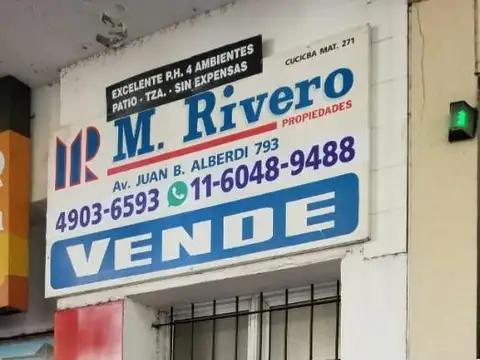 EXCELENTE P.H. 4 AMBIENTES
PATIO - TZA. - SIN EXPENSAS
CUCICBA MAT. 271
MR M. Rivero
PROPIEDADES
AV. JUAN B. ALBERDI 793
4903-6593 11-6048-9488
VENDE